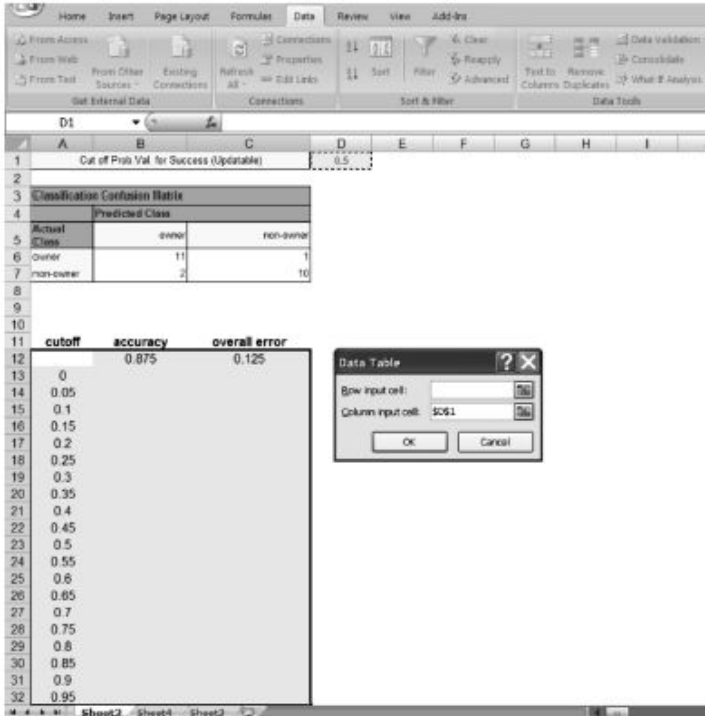 Home Insert Page Layout Formulas Data Review View Add-Ins
From Access
From Web
From Text
From Other Sources
Existing Connections
Refresh All
Connections
Properties
Edit Links
Sort
Filter
Clear
Reapply
Advanced
Text to Columns
Remove Duplicates
Data Validation
Consolidate
What If Analysis
Get External Data Connections Sort & Filter Data Tools
D1
A B C D E F G H I
1 Cut off Prob.Val. for Success (Updatable) 0.5
2
3 Classification Confusion Matrix
4 Predicted Class
5 Actual Class owner non-owner
6 owner 11 1
7 non-owner 2 10
8
9
10
11 cutoff accuracy overall error
12 0.875 0.125
13 0
14 0.05
15 0.1
16 0.15
17 0.2
18 0.25
19 0.3
20 0.35
21 0.4
22 0.45
23 0.5
24 0.55
25 0.6
26 0.65
27 0.7
28 0.75
29 0.8
30 0.85
31 0.9
32 0.95
Data Table
Row input cell:
Column input cell: $D$1
OK Cancel
Sheet3 Sheet4 Sheet2